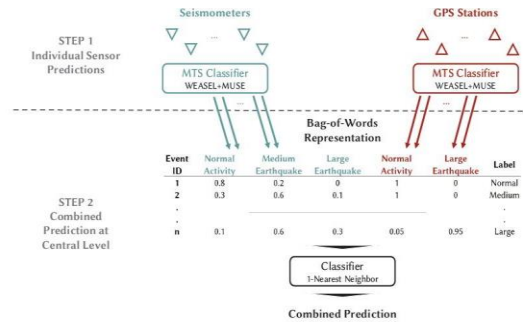 Seismometers
GPS Stations
STEP 1
Individual Sensor
Predictions
...
...
MTS Classifier
WEASEL+MUSE
MTS Classifier
WEASEL+MUSE
...
...
Bag-of-Words
Representation
STEP 2
Combined
Prediction at
Central Level
Event ID Normal Activity Medium Earthquake Large Earthquake Normal Activity Large Earthquake Label
1 0.8 0.2 0 1 0 Normal
2 0.3 0.6 0.1 1 0 Medium
. .
. .
n 0.1 0.6 0.3 0.05 0.95 Large
Classifier
1-Nearest Neighbor
Combined Prediction